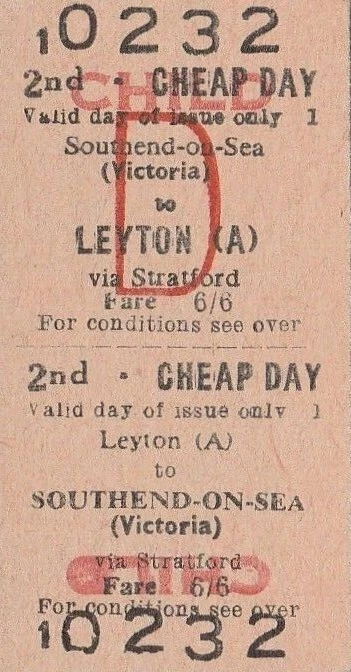 10232
CHILD
2nd · CHEAP DAY
Valid day of issue only 1
Southend-on-Sea
(Victoria)
D
to
LEYTON (A)
via Stratford
Fare 6/6
For conditions see over
2nd · CHEAP DAY
Valid day of issue only 1
Leyton (A)
to
SOUTHEND-ON-SEA
(Victoria)
via Stratford
CHILD
Fare 6/6
For conditions see over
10232